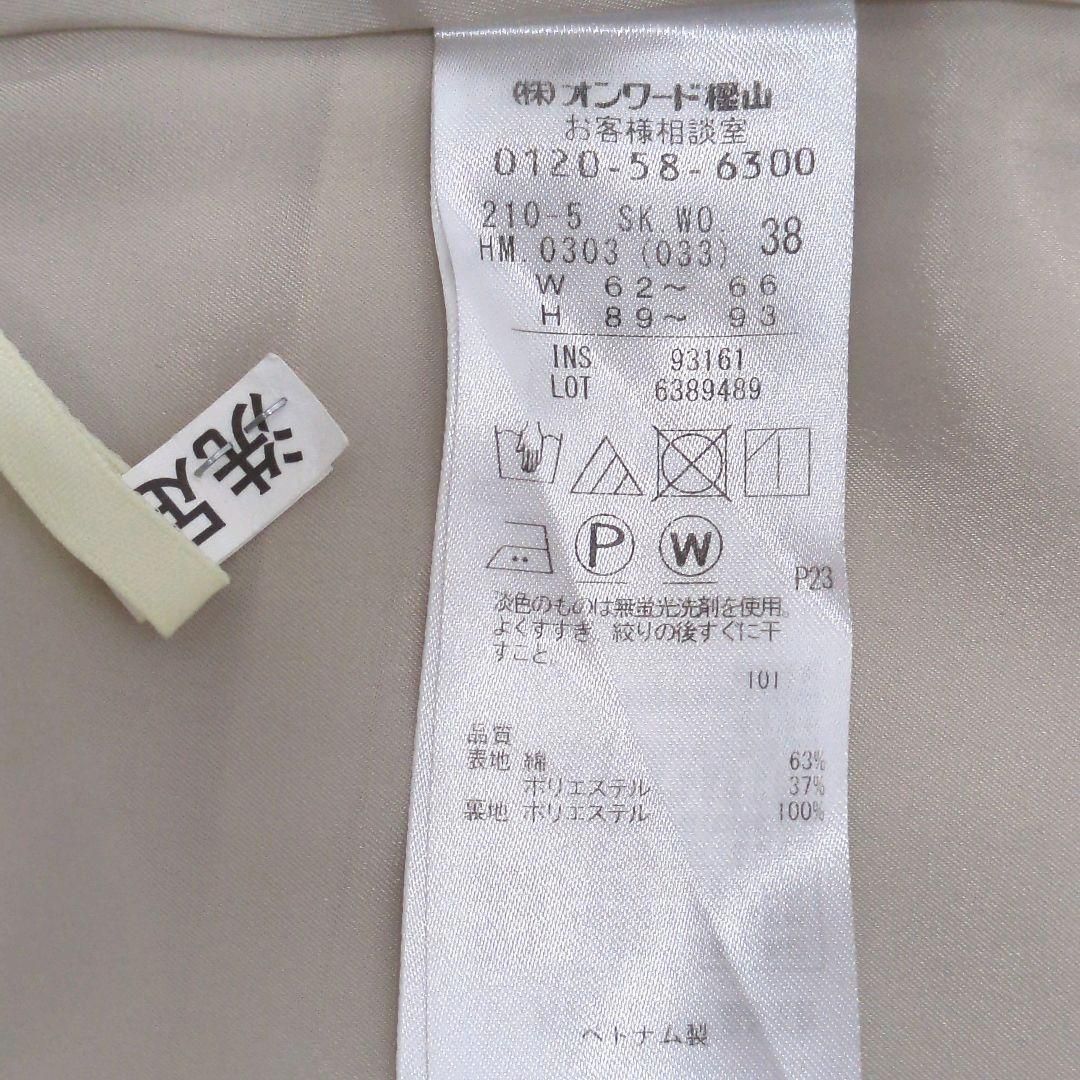 (株)オンワード樫山
お客様相談室
0120-58-6300
210-5 SK WO. 38
HM. 0303 (033)
W 62～ 66
H 89～ 93
INS 93161
LOT 6389489
P W
P23
淡色のものは無蛍光洗剤を使用。
よくすすぎ 絞りの後すぐに干
すこと。
101
品質
表地 綿 63%
ポリエステル 37%
裏地 ポリエステル 100%
ベトナム製
洗